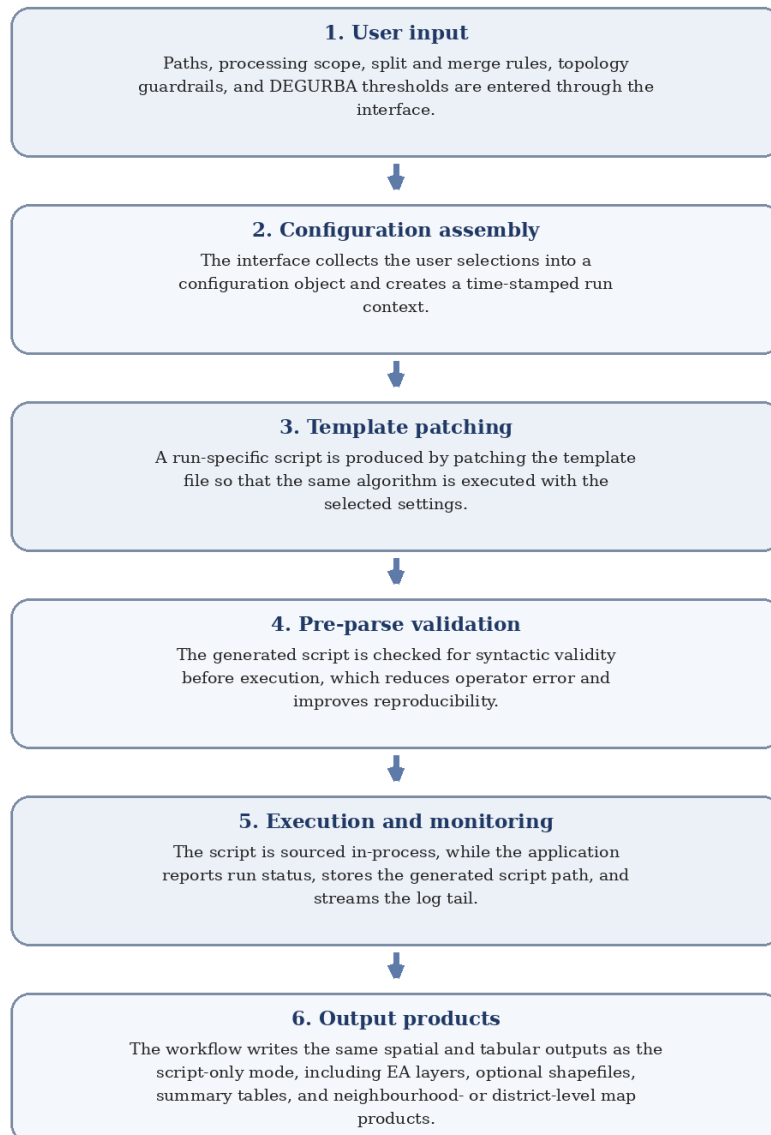 1. User input
Paths, processing scope, split and merge rules, topology
guardrails, and DEGURBA thresholds are entered through the
interface.
2. Configuration assembly
The interface collects the user selections into a
configuration object and creates a time-stamped run
context.
3. Template patching
A run-specific script is produced by patching the template
file so that the same algorithm is executed with the
selected settings.
4. Pre-parse validation
The generated script is checked for syntactic validity
before execution, which reduces operator error and
improves reproducibility.
5. Execution and monitoring
The script is sourced in-process, while the application
reports run status, stores the generated script path, and
streams the log tail.
6. Output products
The workflow writes the same spatial and tabular outputs as the
script-only mode, including EA layers, optional shapefiles,
summary tables, and neighbourhood- or district-level map
products.